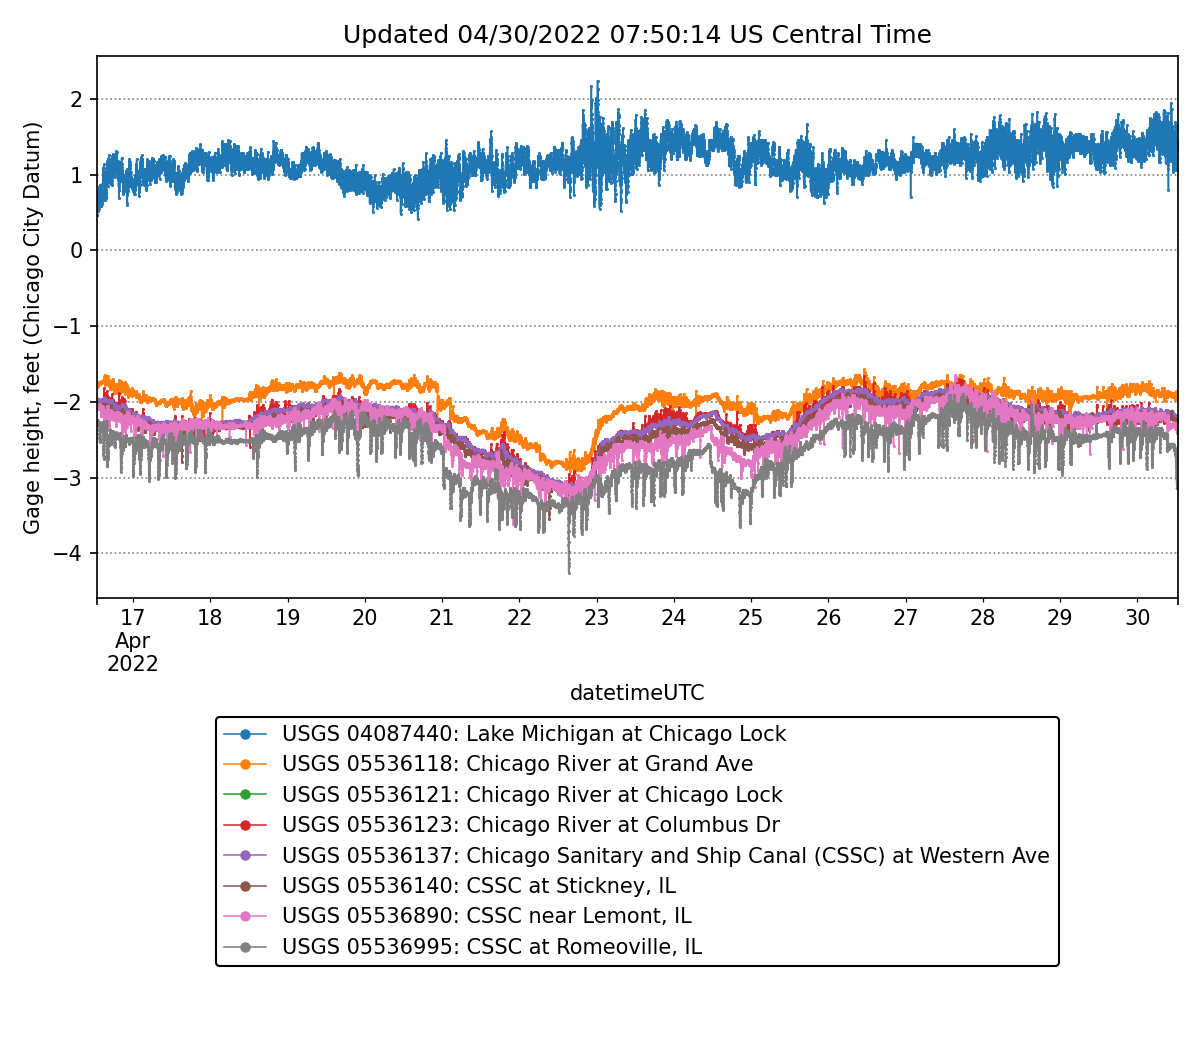 Updated 04/30/2022 07:50:14 US Central Time
Gage height, feet (Chicago City Datum)
2
1
0
−1
−2
−3
−4
17 18 19 20 21 22 23 24 25 26 27 28 29 30
Apr
2022
datetimeUTC
USGS 04087440: Lake Michigan at Chicago Lock
USGS 05536118: Chicago River at Grand Ave
USGS 05536121: Chicago River at Chicago Lock
USGS 05536123: Chicago River at Columbus Dr
USGS 05536137: Chicago Sanitary and Ship Canal (CSSC) at Western Ave
USGS 05536140: CSSC at Stickney, IL
USGS 05536890: CSSC near Lemont, IL
USGS 05536995: CSSC at Romeoville, IL